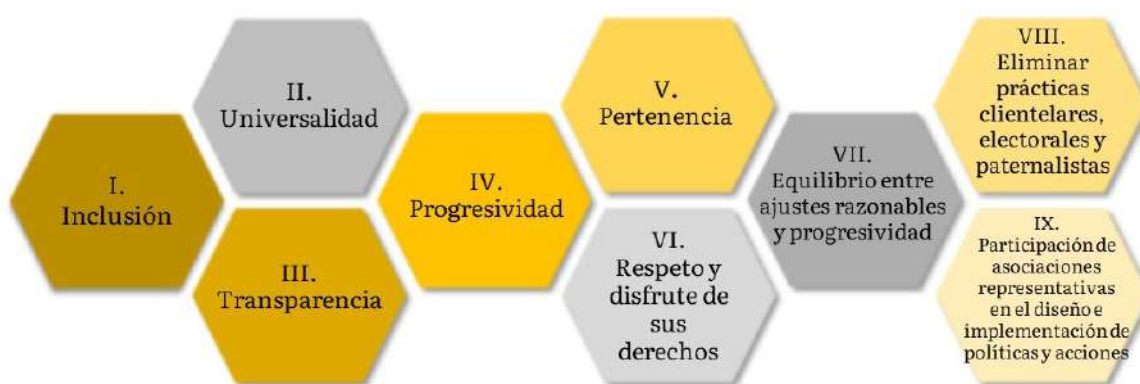 I.
Inclusión
II.
Universalidad
III.
Transparencia
IV.
Progresividad
V.
Pertenencia
VI.
Respeto y
disfrute de
sus
derechos
VII.
Equilibrio entre
ajustes razonables
y progresividad
VIII.
Eliminar
prácticas
clientelares,
electorales y
paternalistas
IX.
Participación de
asociaciones
representativas
en el diseño e
implementación de
políticas y acciones